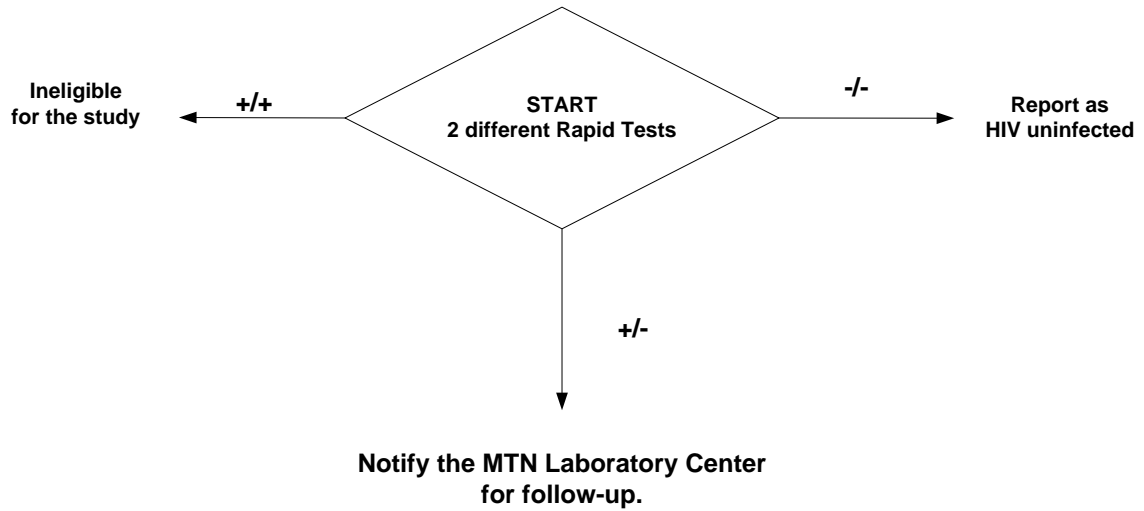 Ineligible
for the study
+/+
START
2 different Rapid Tests
-/-
Report as
HIV uninfected
+/-
Notify the MTN Laboratory Center
for follow-up.